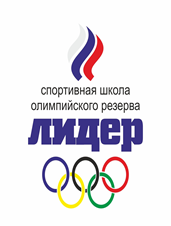 спортивная школа
олимпийского резерва
лидер